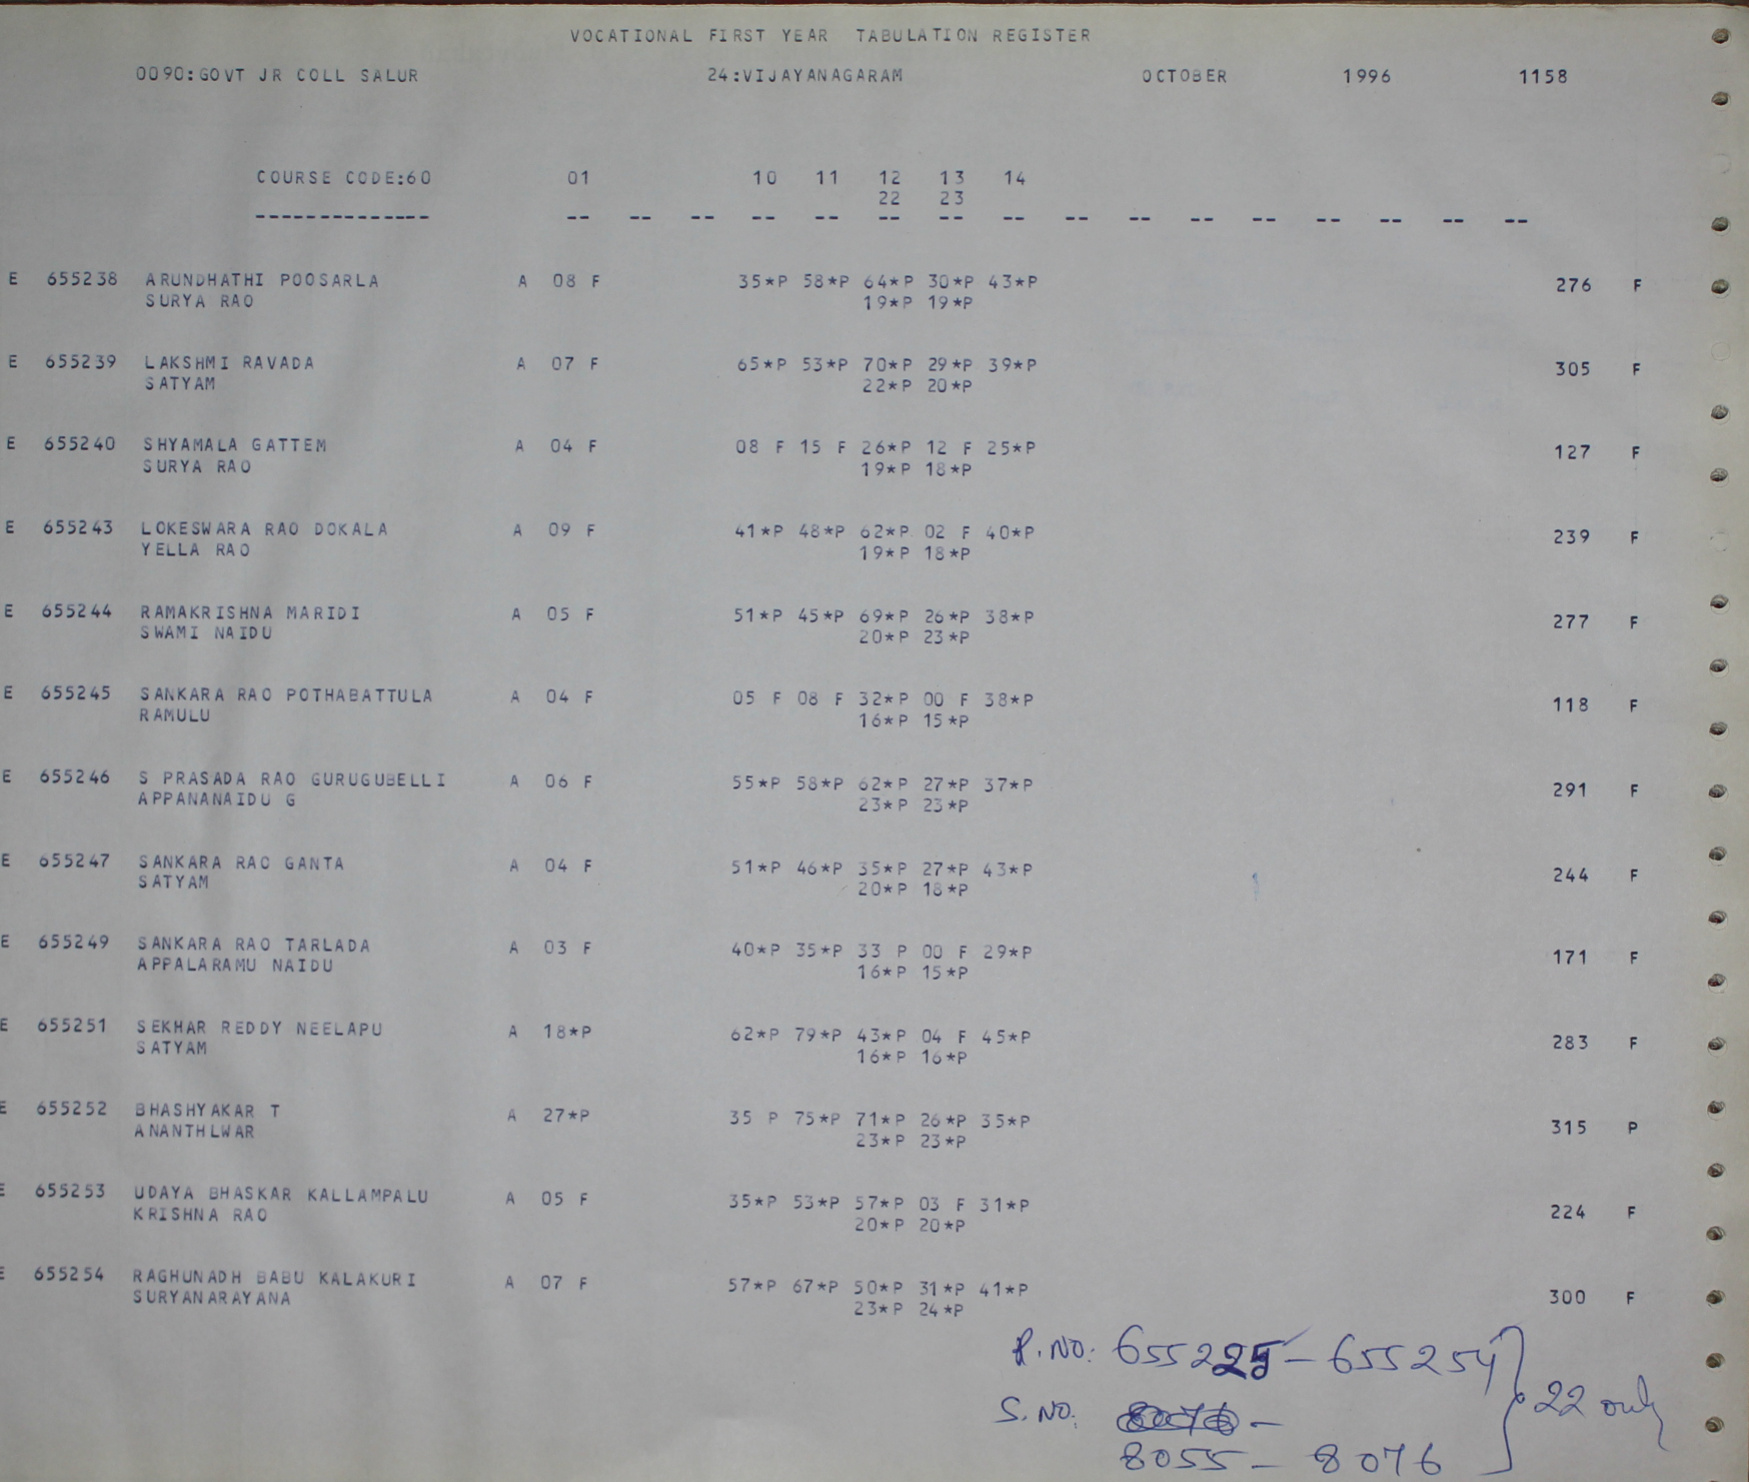 VOCATIONAL FIRST YEAR TABULATION REGISTER
0090:GOVT JR COLL SALUR 24:VIJAYANAGARAM OCTOBER 1996 1158
COURSE CODE:60 01 10 11 12 13 14
22 23
-------------- -- -- -- -- -- -- -- -- -- -- -- -- -- -- -- --
E 655238 ARUNDHATHI POOSARLA A 08 F 35*P 58*P 64*P 30*P 43*P 276 F
SURYA RAO 19*P 19*P
E 655239 LAKSHMI RAVADA A 07 F 65*P 53*P 70*P 29*P 39*P 305 F
SATYAM 22*P 20*P
E 655240 SHYAMALA GATTEM A 04 F 08 F 15 F 26*P 12 F 25*P 127 F
SURYA RAO 19*P 18*P
E 655243 LOKESWARA RAO DOKALA A 09 F 41*P 48*P 62*P 02 F 40*P 239 F
YELLA RAO 19*P 18*P
E 655244 RAMAKRISHNA MARIDI A 05 F 51*P 45*P 69*P 26*P 38*P 277 F
SWAMI NAIDU 20*P 23*P
E 655245 SANKARA RAO POTHABATTULA A 04 F 05 F 08 F 32*P 00 F 38*P 118 F
RAMULU 16*P 15*P
E 655246 S PRASADA RAO GURUGUBELLI A 06 F 55*P 58*P 62*P 27*P 37*P 291 F
APPANANAIDU G 23*P 23*P
E 655247 SANKARA RAO GANTA A 04 F 51*P 46*P 35*P 27*P 43*P 244 F
SATYAM 20*P 18*P
E 655249 SANKARA RAO TARLADA A 03 F 40*P 35*P 33 P 00 F 29*P 171 F
APPALARAMU NAIDU 16*P 15*P
E 655251 SEKHAR REDDY NEELAPU A 18*P 62*P 79*P 43*P 04 F 45*P 283 F
SATYAM 16*P 16*P
E 655252 BHASHYAKAR T A 27*P 35 P 75*P 71*P 26*P 35*P 315 P
ANANTHLWAR 23*P 23*P
E 655253 UDAYA BHASKAR KALLAMPALU A 05 F 35*P 53*P 57*P 03 F 31*P 224 F
KRISHNA RAO 20*P 20*P
E 655254 RAGHUNADH BABU KALAKURI A 07 F 57*P 67*P 50*P 31*P 41*P 300 F
SURYANARAYANA 23*P 24*P
R.NO: 655225 - 655254
S.NO: 8076 -
22 only
8055 - 8076